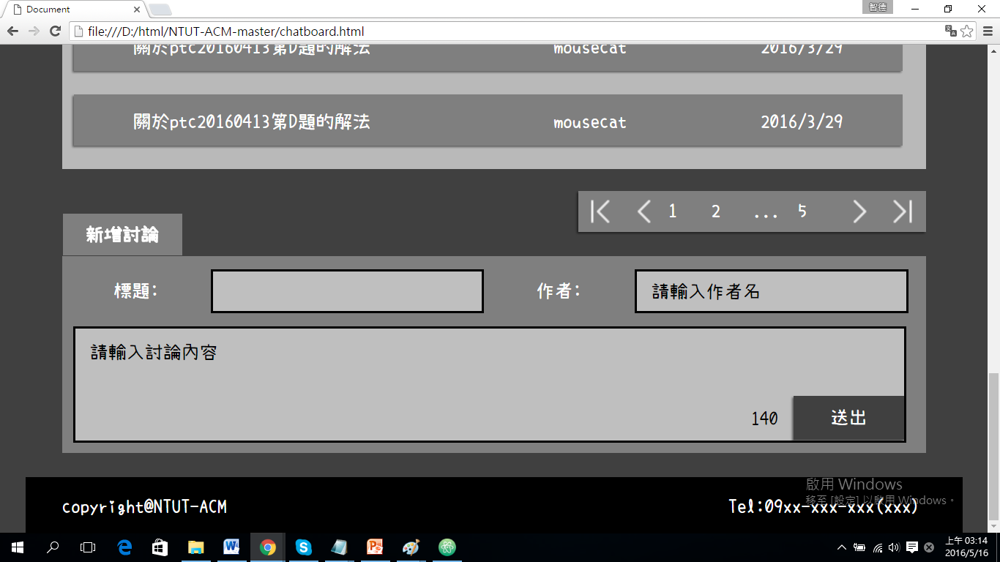 Document
智德
file:///D:/html/NTUT-ACM-master/chatboard.html
關於ptc20160413第D題的解法 mousecat 2016/3/29
關於ptc20160413第D題的解法 mousecat 2016/3/29
1 2 ... 5
新增討論
標題: 作者: 請輸入作者名
請輸入討論內容
140 送出
啟用 Windows
移至 [設定] 以啟用 Windows。
copyright@NTUT-ACM Tel:09xx-xxx-xxx(xxx)
上午 03:14
2016/5/16